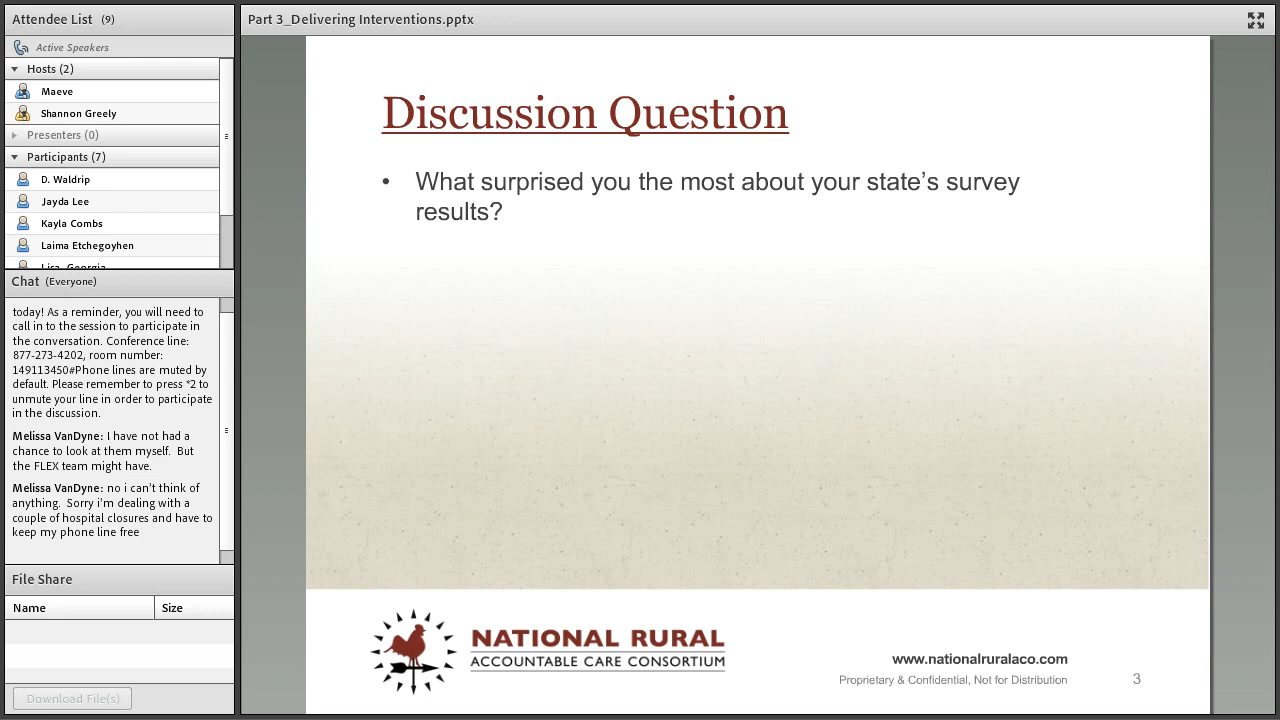 Attendee List (9)
Active Speakers
Hosts (2)
Maeve
Shannon Greely
Presenters (0)
Participants (7)
D. Waldrip
Jayda Lee
Kayla Combs
Laima Etchegoyhen
Lisa, Georgia
Chat (Everyone)
today! As a reminder, you will need to
call in to the session to participate in
the conversation. Conference line:
877-273-4202, room number:
149113450#Phone lines are muted by
default. Please remember to press *2 to
unmute your line in order to participate
in the discussion.
Melissa VanDyne: I have not had a
chance to look at them myself. But
the FLEX team might have.
Melissa VanDyne: no i can't think of
anything. Sorry i'm dealing with a
couple of hospital closures and have to
keep my phone line free
File Share
Name Size
Download File(s)
Part 3_Delivering Interventions.pptx
Discussion Question
• What surprised you the most about your state’s survey
results?
NATIONAL RURAL
ACCOUNTABLE CARE CONSORTIUM
www.nationalruralaco.com
Proprietary & Confidential, Not for Distribution
3